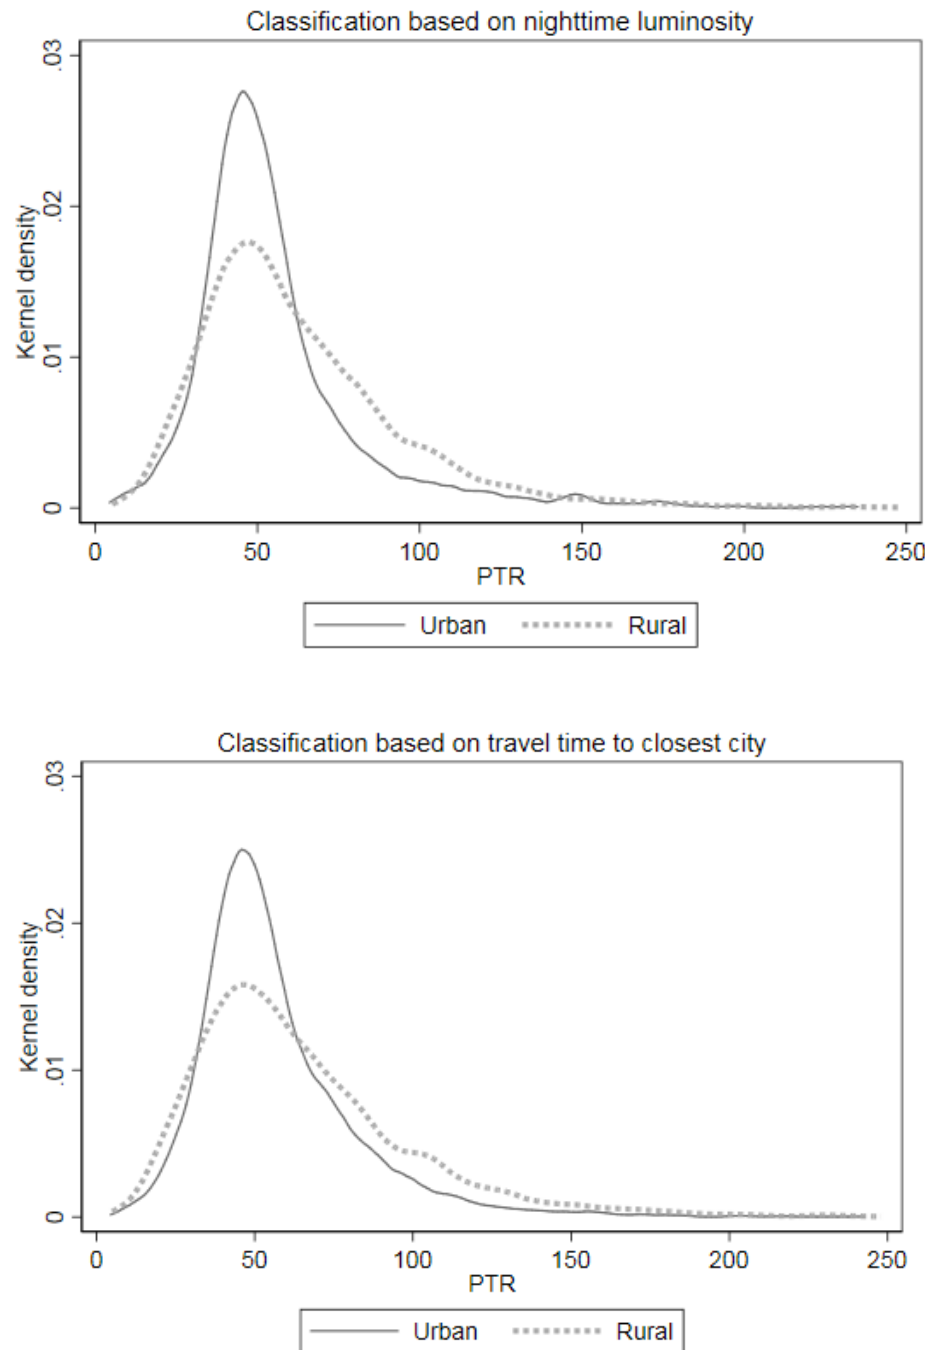 Classification based on nighttime luminosity
.03
.02
.01
0
Kernel density
0 50 100 150 200 250
PTR
Urban Rural
Classification based on travel time to closest city
.03
.02
.01
0
Kernel density
0 50 100 150 200 250
PTR
Urban Rural